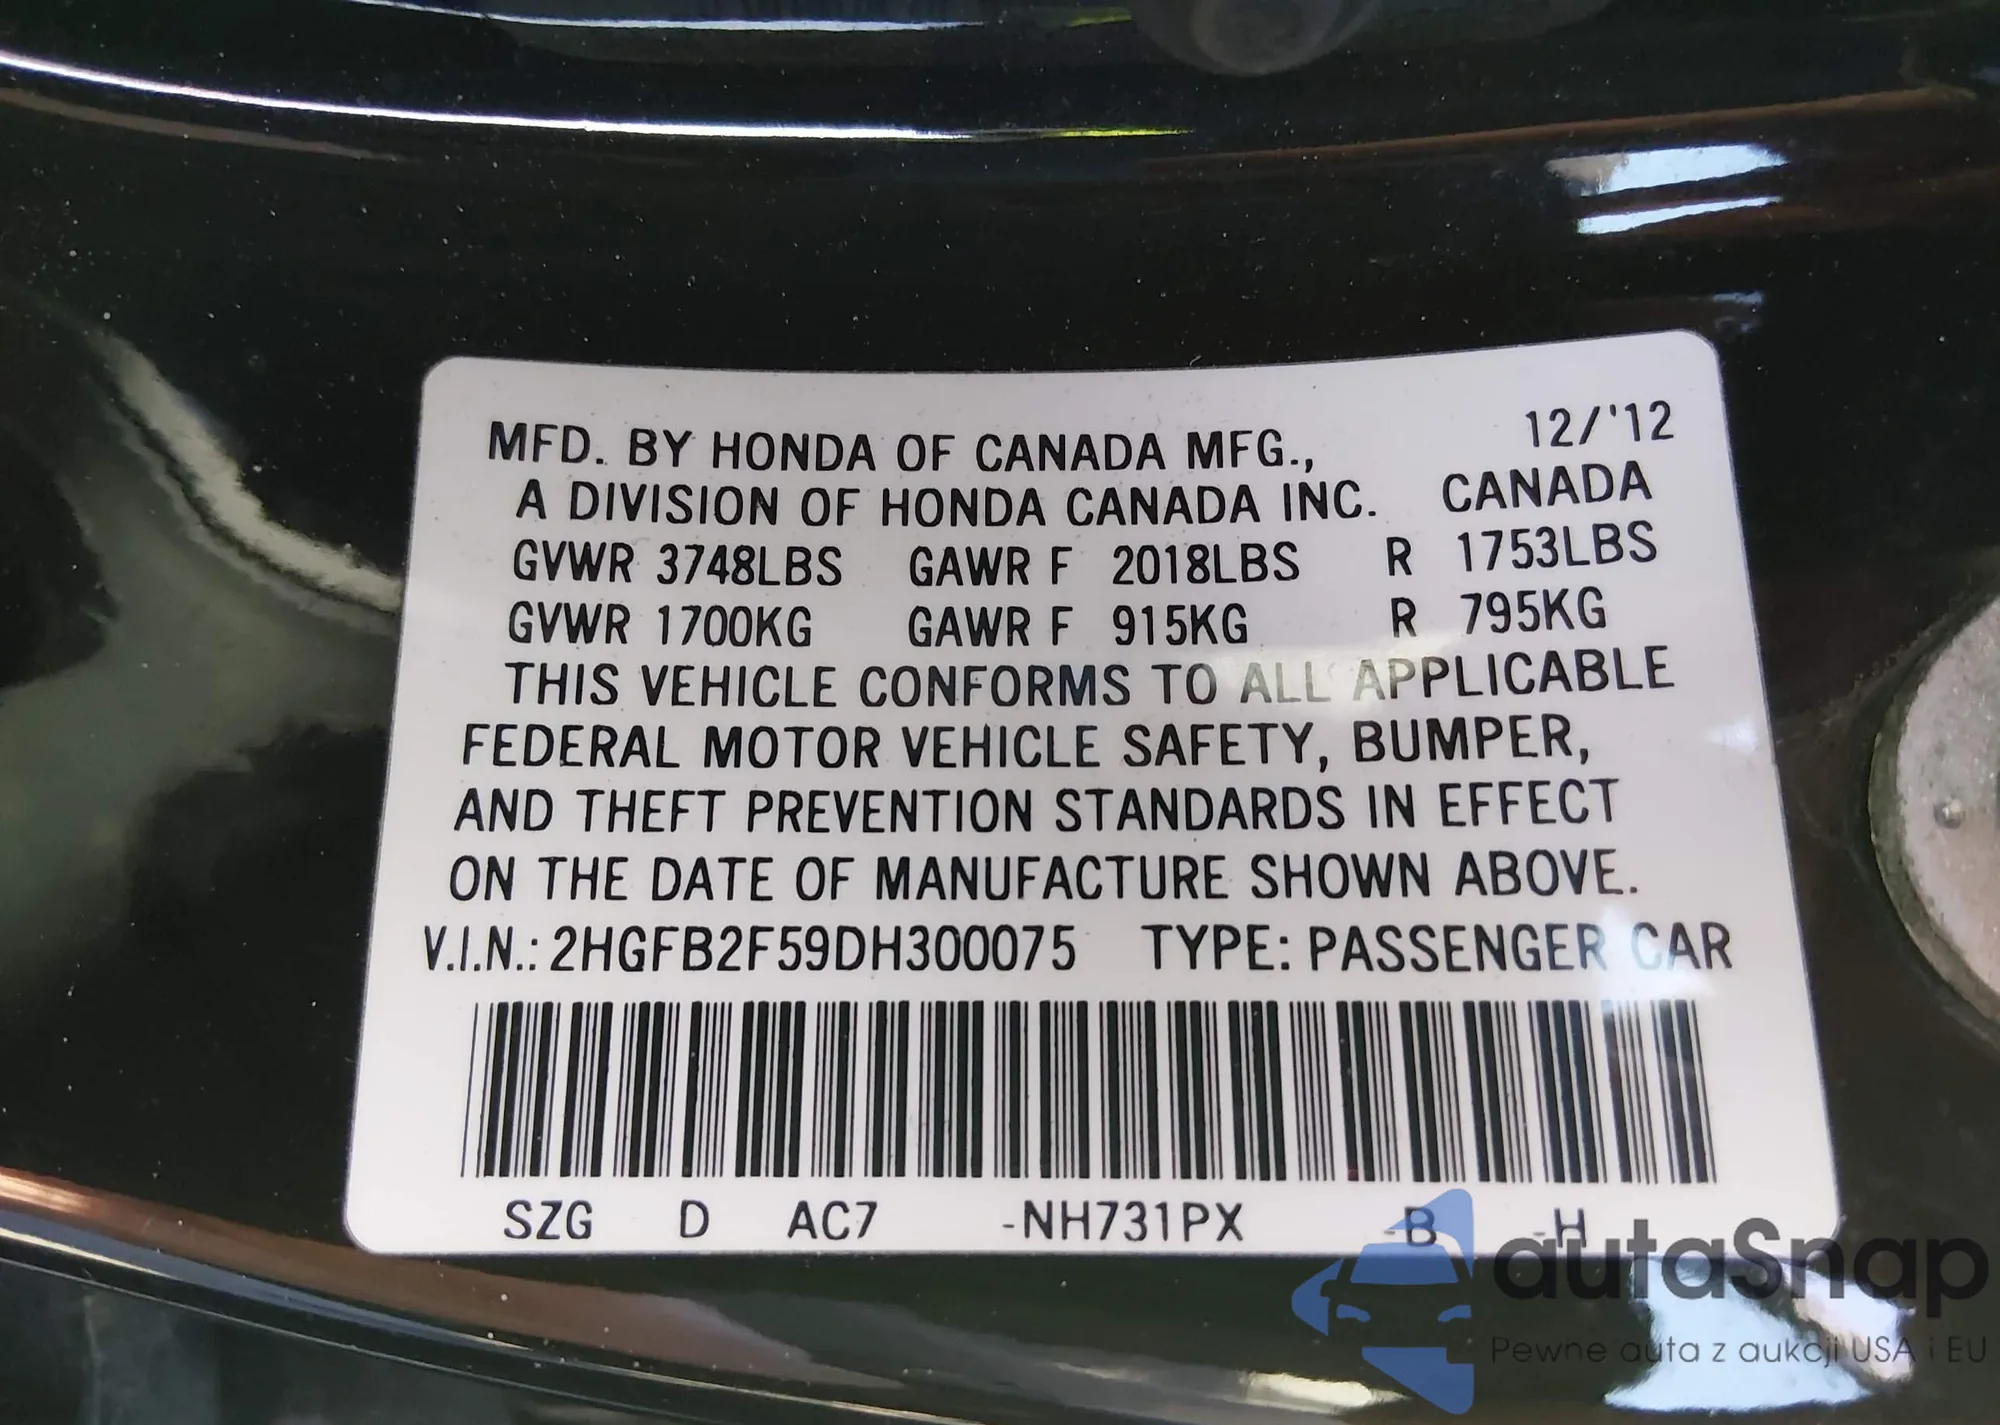 MFD. BY HONDA OF CANADA MFG., 12/'12
A DIVISION OF HONDA CANADA INC. CANADA
GVWR 3748LBS GAWR F 2018LBS R 1753LBS
GVWR 1700KG GAWR F 915KG R 795KG
THIS VEHICLE CONFORMS TO ALL APPLICABLE
FEDERAL MOTOR VEHICLE SAFETY, BUMPER,
AND THEFT PREVENTION STANDARDS IN EFFECT
ON THE DATE OF MANUFACTURE SHOWN ABOVE.
V.I.N.: 2HGFB2F59DH300075 TYPE: PASSENGER CAR
SZG D AC7 -NH731PX -B -H
autaSnap
Pewne auta z aukcji USA i EU